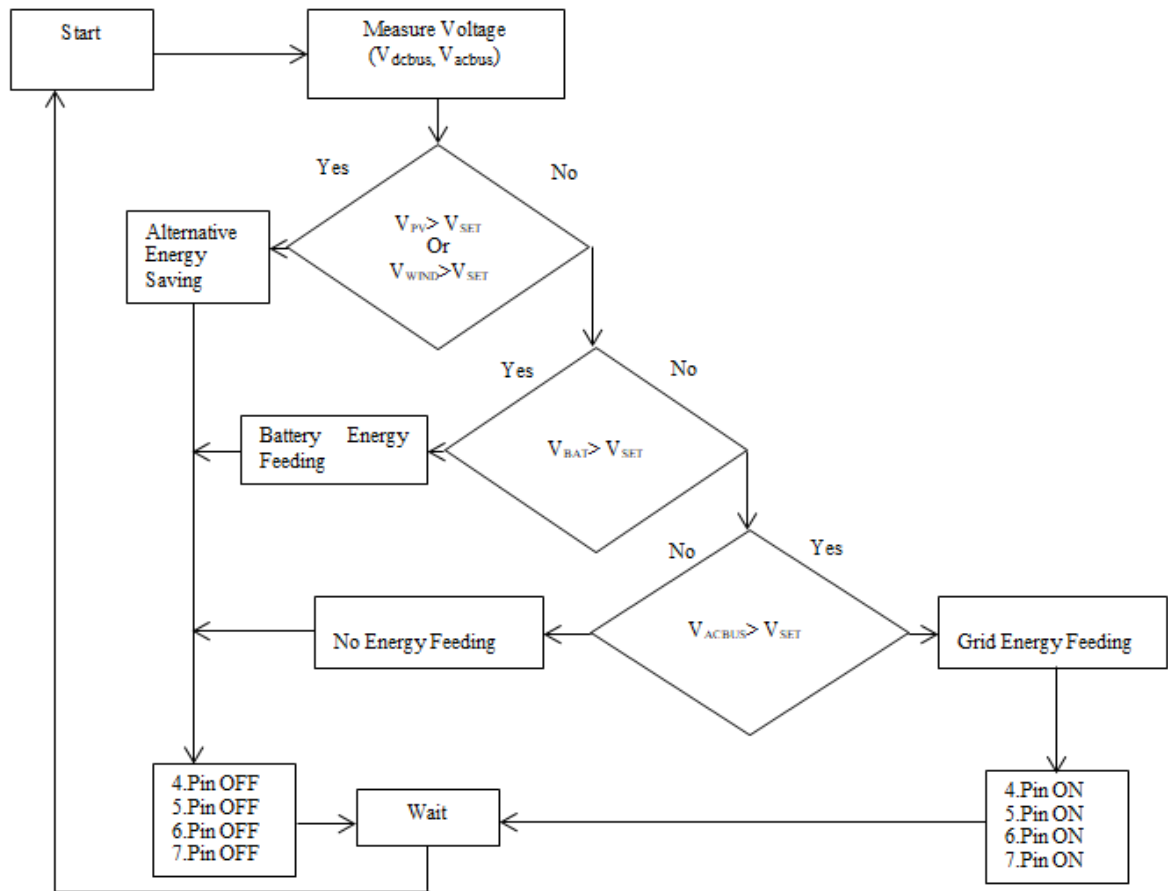 Start
Measure Voltage
(Vdcbus, Vacbus)
Yes
No
VPV> VSET
Or
VWIND>VSET
Alternative
Energy
Saving
Yes
No
VBAT> VSET
Battery Energy
Feeding
No
Yes
VACBUS> VSET
No Energy Feeding
Grid Energy Feeding
4.Pin OFF
5.Pin OFF
6.Pin OFF
7.Pin OFF
Wait
4.Pin ON
5.Pin ON
6.Pin ON
7.Pin ON